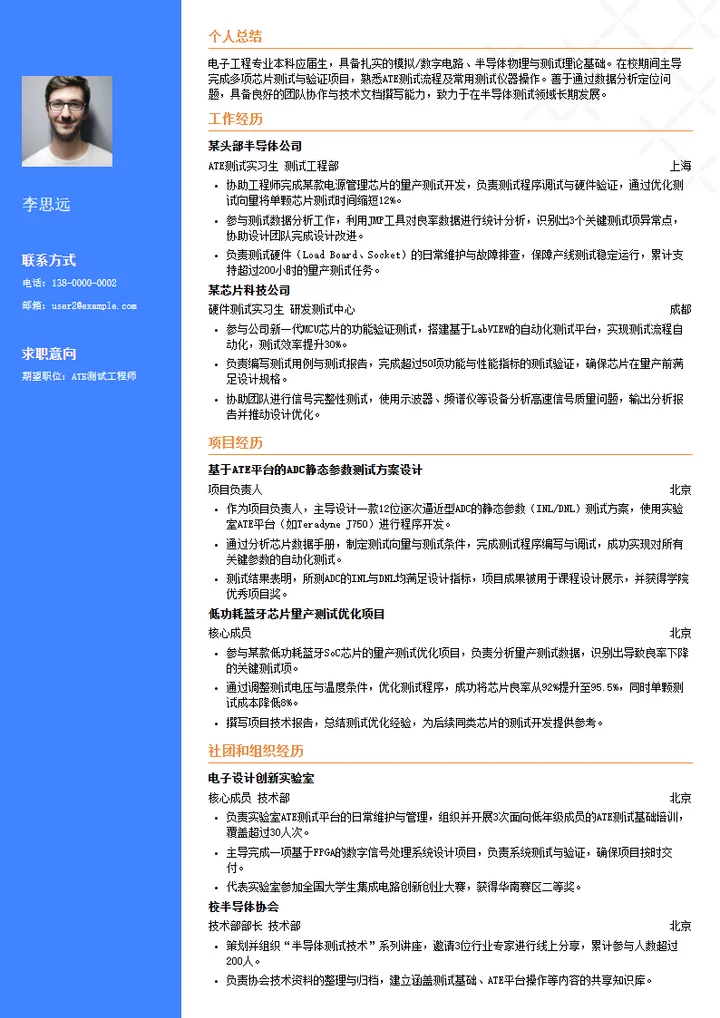 李思远
联系方式
电话：138-0000-0002
邮箱：user2@example.com
求职意向
期望职位：ATE测试工程师
个人总结
电子工程专业本科应届生，具备扎实的模拟/数字电路、半导体物理与测试理论基础。在校期间主导
完成多项芯片测试与验证项目，熟悉ATE测试流程及常用测试仪器操作。善于通过数据分析定位问
题，具备良好的团队协作与技术文档撰写能力，致力于在半导体测试领域长期发展。
工作经历
某头部半导体公司
ATE测试实习生 测试工程部 上海
• 协助工程师完成某款电源管理芯片的量产测试开发，负责测试程序调试与硬件验证，通过优化测
试向量将单颗芯片测试时间缩短12%。
• 参与测试数据分析工作，利用JMP工具对良率数据进行统计分析，识别出3个关键测试项异常点，
协助设计团队完成设计改进。
• 负责测试硬件（Load Board、Socket）的日常维护与故障排查，保障产线测试稳定运行，累计支
持超过200小时的量产测试任务。
某芯片科技公司
硬件测试实习生 研发测试中心 成都
• 参与公司新一代MCU芯片的功能验证测试，搭建基于LabVIEW的自动化测试平台，实现测试流程自
动化，测试效率提升30%。
• 负责编写测试用例与测试报告，完成超过50项功能与性能指标的测试验证，确保芯片在量产前满
足设计规格。
• 协助团队进行信号完整性测试，使用示波器、频谱仪等设备分析高速信号质量问题，输出分析报
告并推动设计优化。
项目经历
基于ATE平台的ADC静态参数测试方案设计
项目负责人 北京
• 作为项目负责人，主导设计一款12位逐次逼近型ADC的静态参数（INL/DNL）测试方案，使用实验
室ATE平台（如Teradyne J750）进行程序开发。
• 通过分析芯片数据手册，制定测试向量与测试条件，完成测试程序编写与调试，成功实现对所有
关键参数的自动化测试。
• 测试结果表明，所测ADC的INL与DNL均满足设计指标，项目成果被用于课程设计展示，并获得学院
优秀项目奖。
低功耗蓝牙芯片量产测试优化项目
核心成员 北京
• 参与某款低功耗蓝牙SoC芯片的量产测试优化项目，负责分析量产测试数据，识别出导致良率下降
的关键测试项。
• 通过调整测试电压与温度条件，优化测试程序，成功将芯片良率从92%提升至95.5%，同时单颗测
试成本降低8%。
• 撰写项目技术报告，总结测试优化经验，为后续同类芯片的测试开发提供参考。
社团和组织经历
电子设计创新实验室
核心成员 技术部 北京
• 负责实验室ATE测试平台的日常维护与管理，组织并开展3次面向低年级成员的ATE测试基础培训，
覆盖超过30人次。
• 主导完成一项基于FPGA的数字信号处理系统设计项目，负责系统测试与验证，确保项目按时交
付。
• 代表实验室参加全国大学生集成电路创新创业大赛，获得华南赛区二等奖。
校半导体协会
技术部部长 技术部 北京
• 策划并组织“半导体测试技术”系列讲座，邀请3位行业专家进行线上分享，累计参与人数超过
200人。
• 负责协会技术资料的整理与归档，建立涵盖测试基础、ATE平台操作等内容的共享知识库。